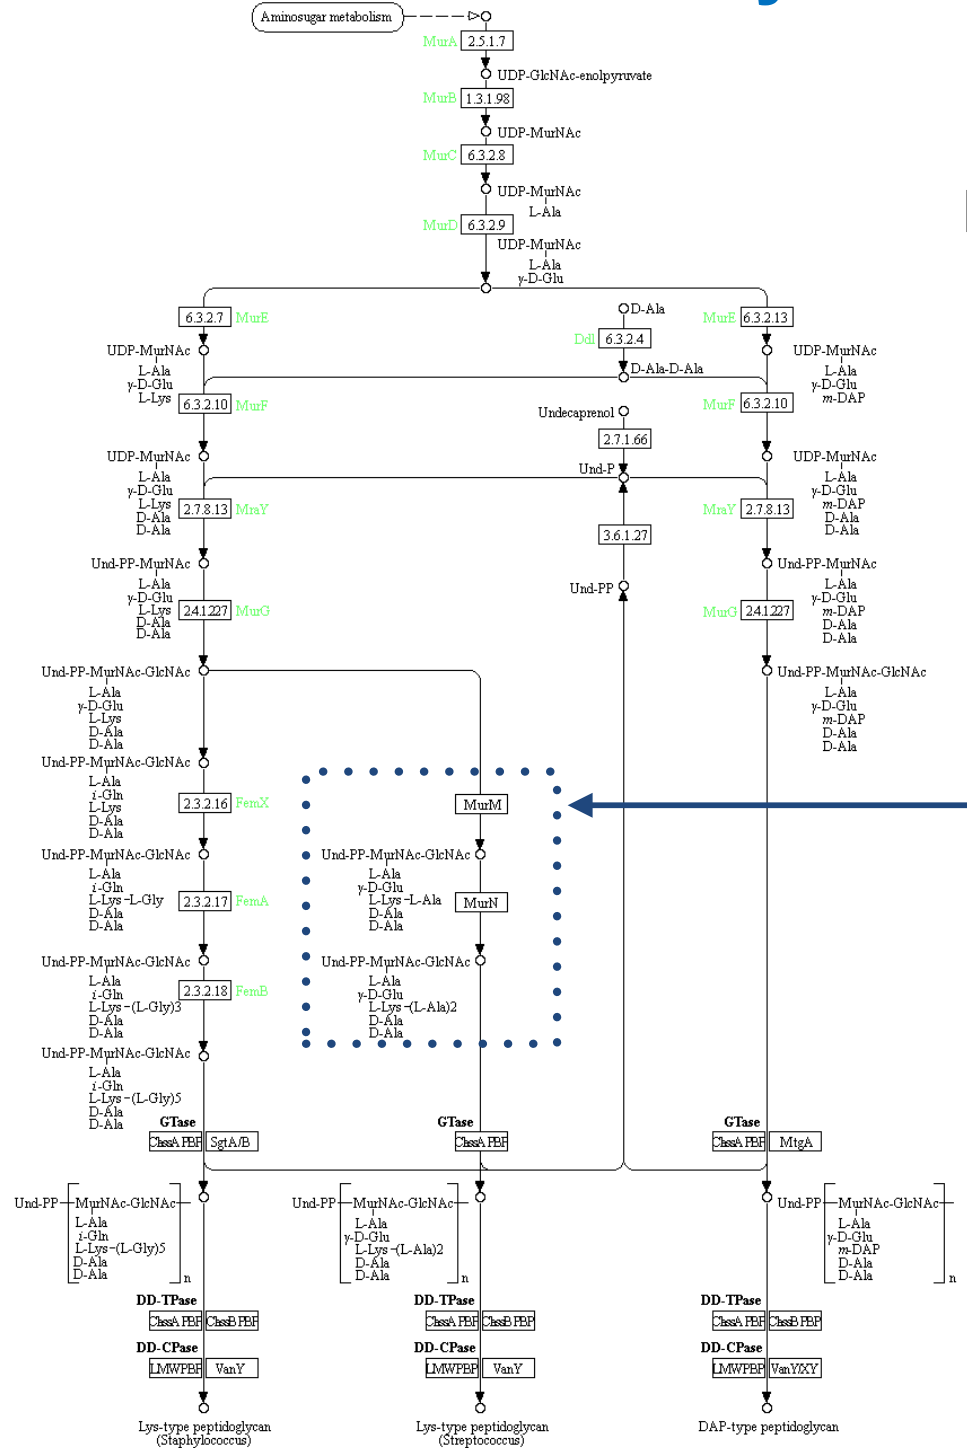 Aminosugar metabolism
MurA 2.5.1.7
UDP-GlcNAc-enolpyruvate
MurB 1.3.1.98
UDP-MurNAc
MurC 6.3.2.8
UDP-MurNAc
L-Ala
MurD 6.3.2.9
UDP-MurNAc
L-Ala
γ-D-Glu
6.3.2.7 MurE
D-Ala
Ddl 6.3.2.4
D-Ala-D-Ala
MurE 6.3.2.13
UDP-MurNAc
L-Ala
γ-D-Glu
L-Lys
UDP-MurNAc
L-Ala
γ-D-Glu
m-DAP
6.3.2.10 MurF
Undecaprenol
2.7.1.66
Und-P
MurF 6.3.2.10
UDP-MurNAc
L-Ala
γ-D-Glu
L-Lys
D-Ala
D-Ala
UDP-MurNAc
L-Ala
γ-D-Glu
m-DAP
D-Ala
D-Ala
2.7.8.13 MraY
3.6.1.27
Und-PP
MraY 2.7.8.13
Und-PP-MurNAc
L-Ala
γ-D-Glu
L-Lys
D-Ala
D-Ala
Und-PP-MurNAc
L-Ala
γ-D-Glu
m-DAP
D-Ala
D-Ala
2.4.1.227 MurG
MurG 2.4.1.227
Und-PP-MurNAc-GlcNAc
L-Ala
γ-D-Glu
L-Lys
D-Ala
D-Ala
Und-PP-MurNAc-GlcNAc
L-Ala
γ-D-Glu
m-DAP
D-Ala
D-Ala
Und-PP-MurNAc-GlcNAc
L-Ala
i-Gln
L-Lys
D-Ala
D-Ala
2.3.2.16 FemX
MurM
Und-PP-MurNAc-GlcNAc
L-Ala
i-Gln
L-Lys-L-Gly
D-Ala
D-Ala
2.3.2.17 FemA
Und-PP-MurNAc-GlcNAc
L-Ala
γ-D-Glu
L-Lys-L-Ala
D-Ala
D-Ala
MurN
Und-PP-MurNAc-GlcNAc
L-Ala
i-Gln
L-Lys-(L-Gly)3
D-Ala
D-Ala
2.3.2.18 FemB
Und-PP-MurNAc-GlcNAc
L-Ala
γ-D-Glu
L-Lys-(L-Ala)2
D-Ala
D-Ala
Und-PP-MurNAc-GlcNAc
L-Ala
i-Gln
L-Lys-(L-Gly)5
D-Ala
D-Ala
GTase
ClassA PBP SgtA/B
GTase
ClassA PBP
GTase
ClassA PBP MtgA
Und-PP MurNAc-GlcNAc
L-Ala
i-Gln
L-Lys-(L-Gly)5
D-Ala
D-Ala
n
Und-PP MurNAc-GlcNAc
L-Ala
γ-D-Glu
L-Lys-(L-Ala)2
D-Ala
D-Ala
n
Und-PP MurNAc-GlcNAc
L-Ala
γ-D-Glu
m-DAP
D-Ala
D-Ala
n
DD-TPase
ClassA PBP ClassB PBP
DD-CPase
LMWPBP VanY
DD-TPase
ClassA PBP ClassB PBP
DD-CPase
LMWPBP VanY
DD-TPase
ClassA PBP ClassB PBP
DD-CPase
LMWPBP VanY/XY
Lys-type peptidoglycan
(Staphylococcus)
Lys-type peptidoglycan
(Streptococcus)
DAP-type peptidoglycan